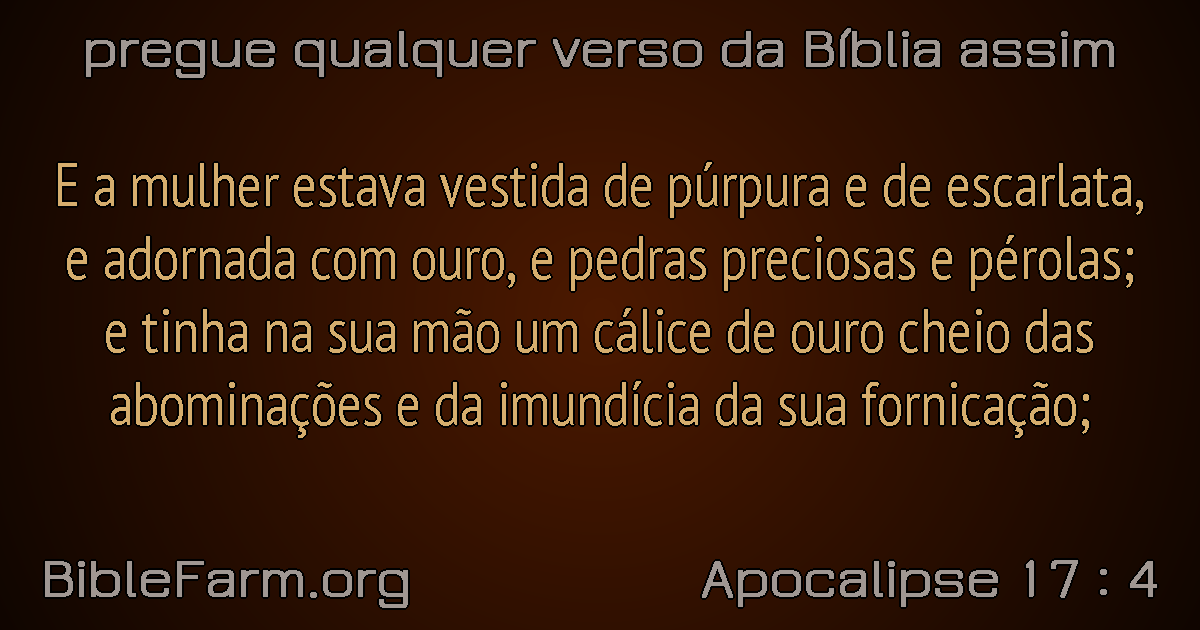 pregue qualquer verso da Bíblia assim
E a mulher estava vestida de púrpura e de escarlata,
e adornada com ouro, e pedras preciosas e pérolas;
e tinha na sua mão um cálice de ouro cheio das
abominações e da imundícia da sua fornicação;
BibleFarm.org
Apocalipse 17 : 4